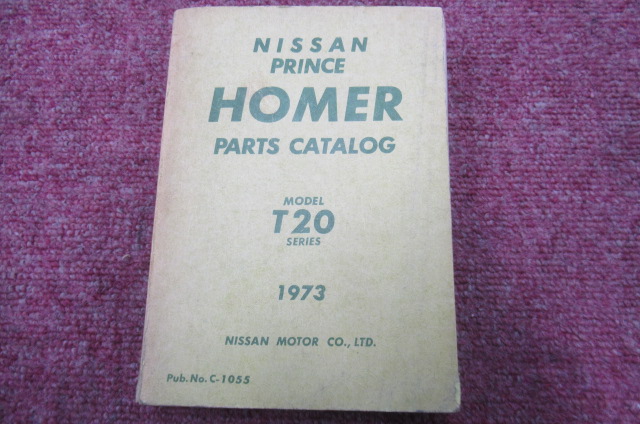 NISSAN
PRINCE
HOMER
PARTS CATALOG
MODEL
T20
SERIES
1973
NISSAN MOTOR CO., LTD.
Pub. No. C-1055